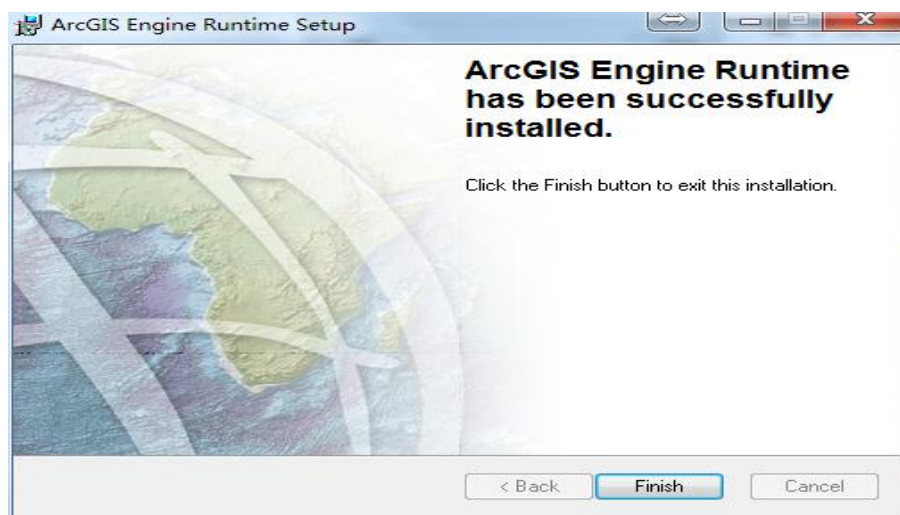 ArcGIS Engine Runtime Setup
ArcGIS Engine Runtime
has been successfully
installed.
Click the Finish button to exit this installation.
< Back
Finish
Cancel